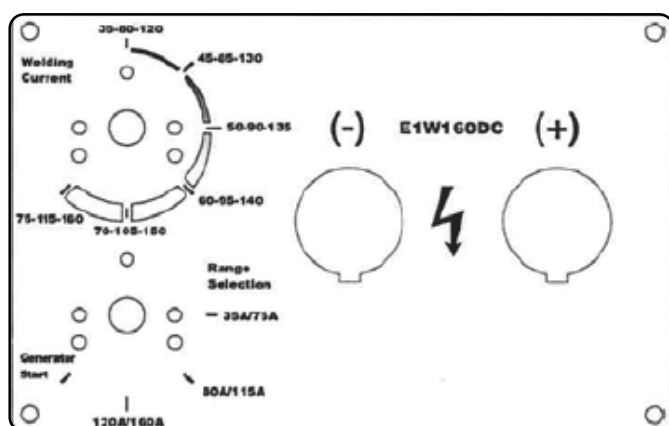 35-80-120
Welding
Current
45-85-130
50-90-135
60-95-140
70-105-150
75-115-160
(-) E1W160DC (+)
Range
Selection
35A/75A
Generator
Start
80A/115A
120A/160A